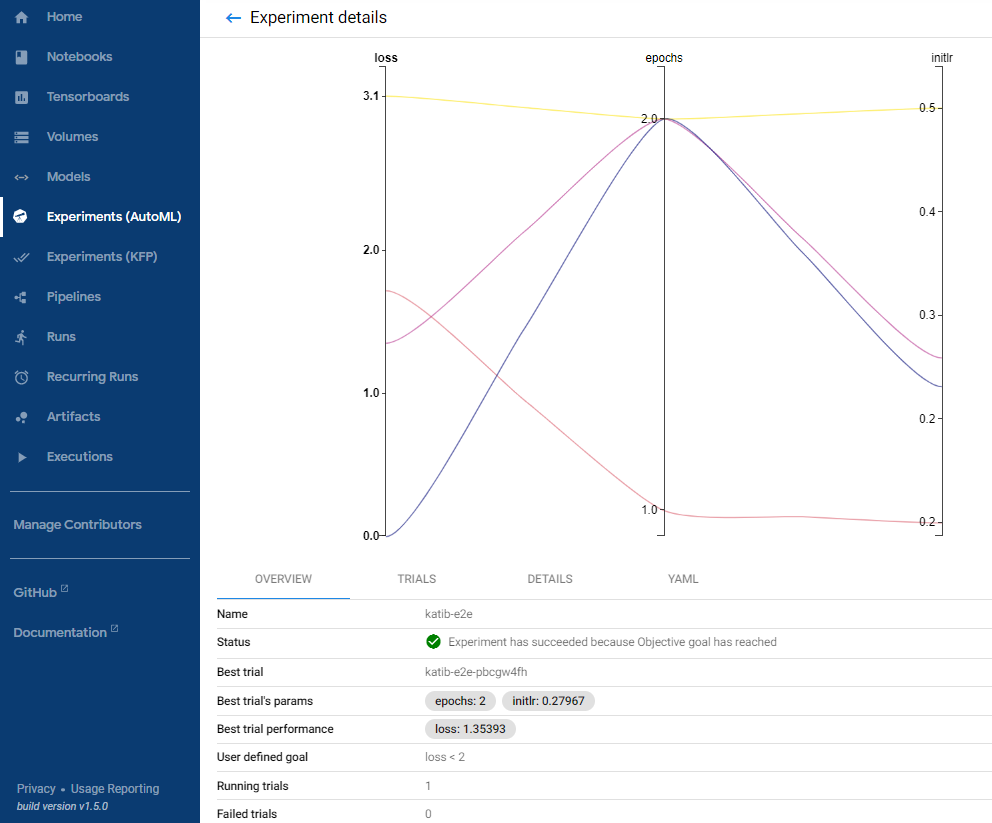 Home
Notebooks
Tensorboards
Volumes
Models
Experiments (AutoML)
Experiments (KFP)
Pipelines
Runs
Recurring Runs
Artifacts
Executions
Manage Contributors
GitHub
Documentation
Privacy • Usage Reporting
build version v1.5.0
Experiment details
loss
3.1
2.0
1.0
0.0
epochs
2.0
1.0
initlr
0.5
0.4
0.3
0.2
0.2
OVERVIEW TRIALS DETAILS YAML
Name katib-e2e
Status Experiment has succeeded because Objective goal has reached
Best trial katib-e2e-pbcgw4fh
Best trial's params epochs: 2 initlr: 0.27967
Best trial performance loss: 1.35393
User defined goal loss < 2
Running trials 1
Failed trials 0